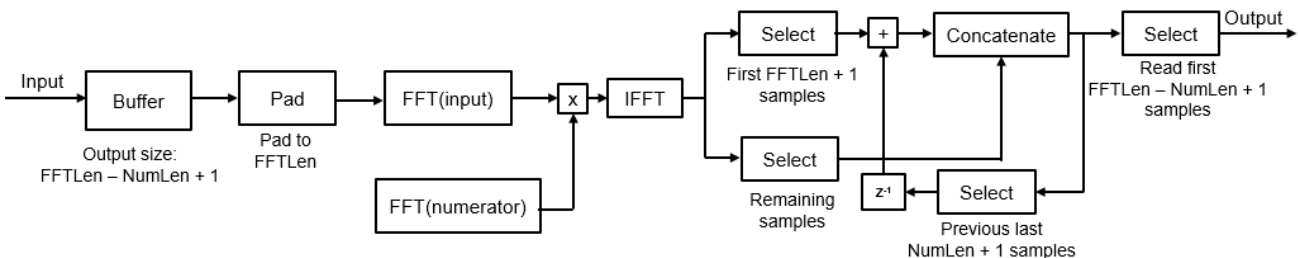 Input
Buffer
Output size:
FFTLen – NumLen + 1
Pad
Pad to
FFTLen
FFT(input)
FFT(numerator)
x
IFFT
Select
First FFTLen + 1
samples
Select
Remaining
samples
+
z-1
Concatenate
Select
Previous last
NumLen + 1 samples
Select
Read first
FFTLen – NumLen + 1
samples
Output